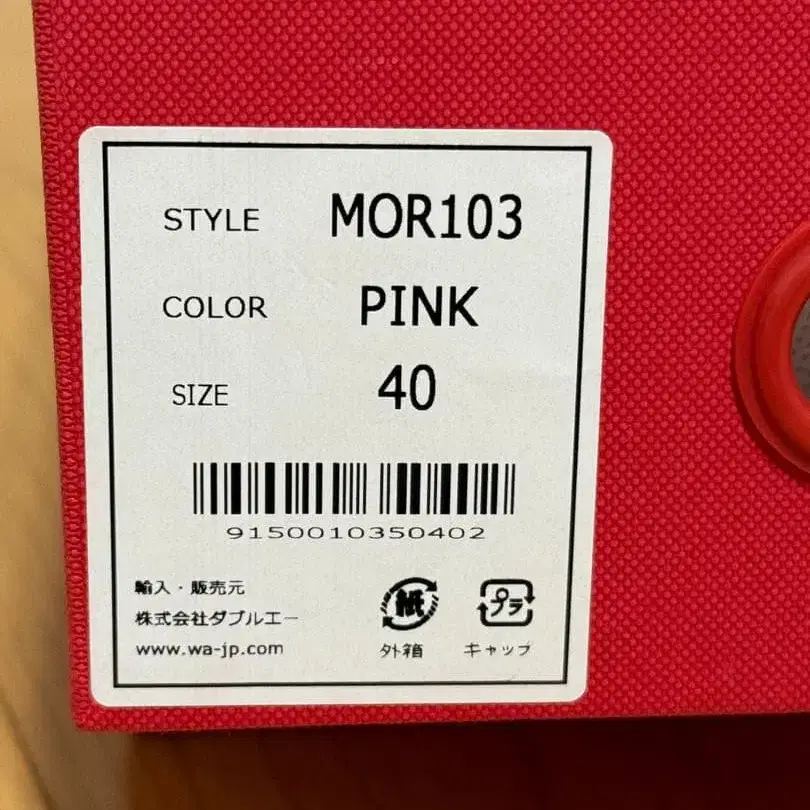 STYLE MOR103
COLOR PINK
SIZE 40
9150010350402
輸入・販売元
株式会社ダブルエー
www.wa-jp.com
紙 プラ
外箱 キャップ